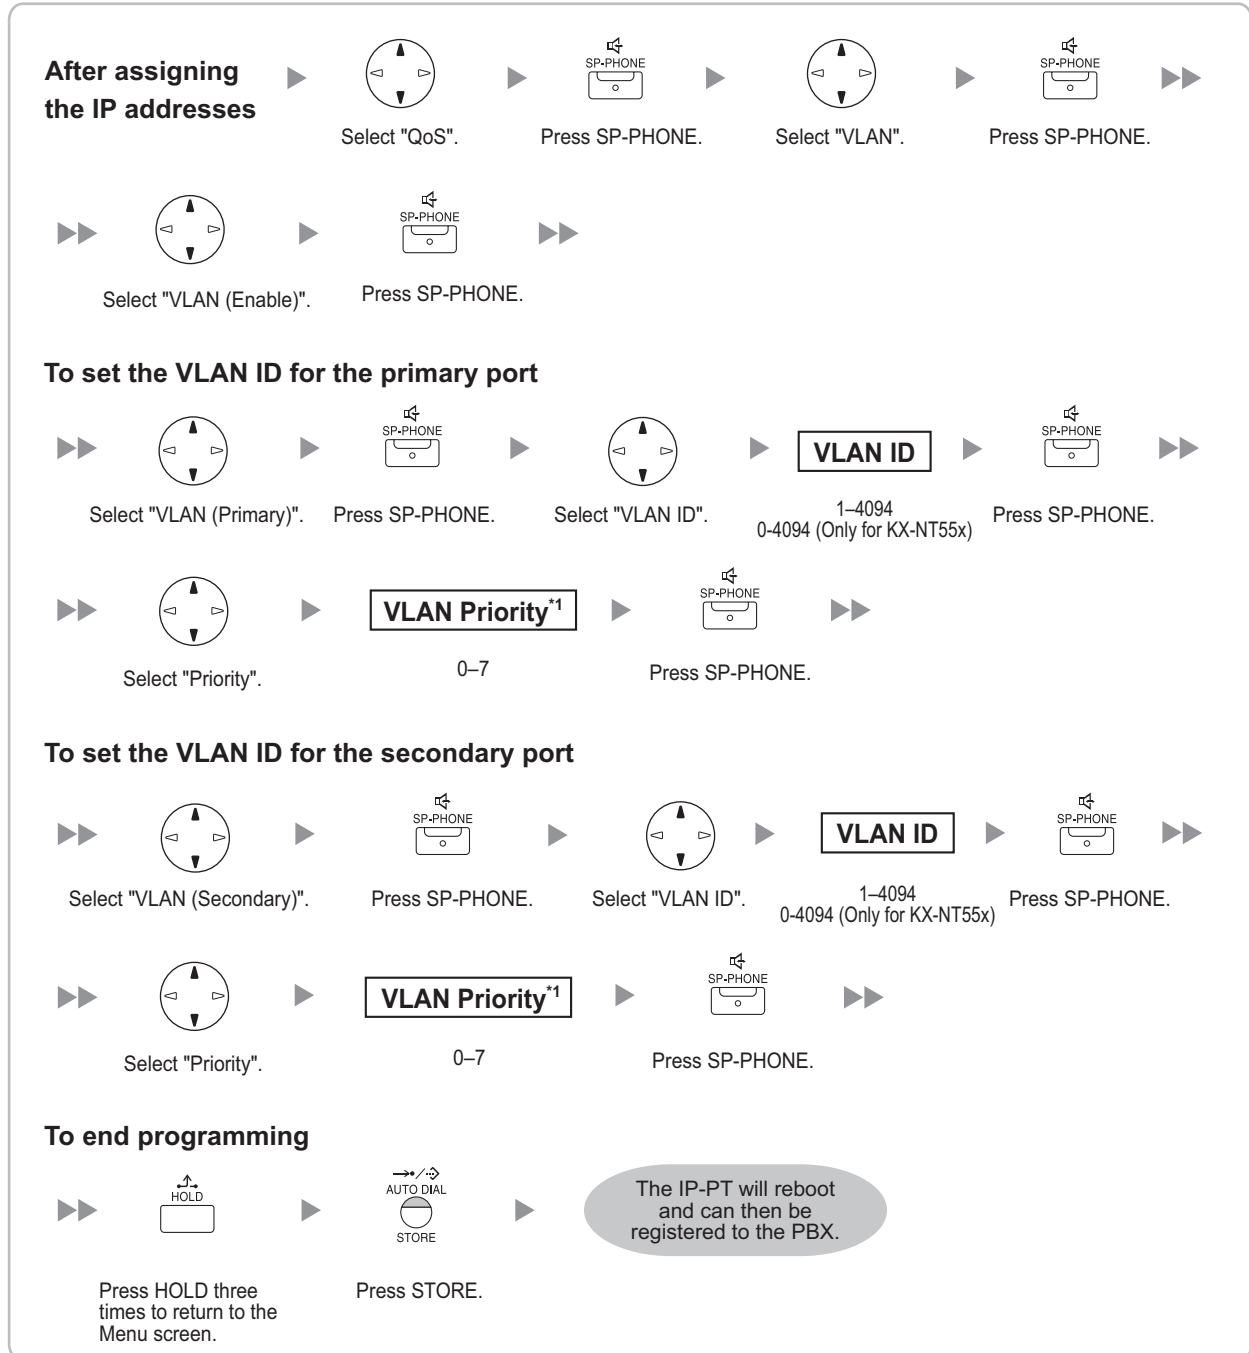 After assigning
the IP addresses
SP-PHONE
SP-PHONE
Select "QoS".
Press SP-PHONE.
Select "VLAN".
Press SP-PHONE.
SP-PHONE
Select "VLAN (Enable)".
Press SP-PHONE.
To set the VLAN ID for the primary port
SP-PHONE
VLAN ID
SP-PHONE
Select "VLAN (Primary)".
Press SP-PHONE.
Select "VLAN ID".
1–4094
0-4094 (Only for KX-NT55x)
Press SP-PHONE.
VLAN Priority*1
SP-PHONE
Select "Priority".
0–7
Press SP-PHONE.
To set the VLAN ID for the secondary port
SP-PHONE
VLAN ID
SP-PHONE
Select "VLAN (Secondary)".
Press SP-PHONE.
Select "VLAN ID".
1–4094
0-4094 (Only for KX-NT55x)
Press SP-PHONE.
VLAN Priority*1
SP-PHONE
Select "Priority".
0–7
Press SP-PHONE.
To end programming
HOLD
AUTO DIAL
STORE
The IP-PT will reboot
and can then be
registered to the PBX.
Press HOLD three
times to return to the
Menu screen.
Press STORE.